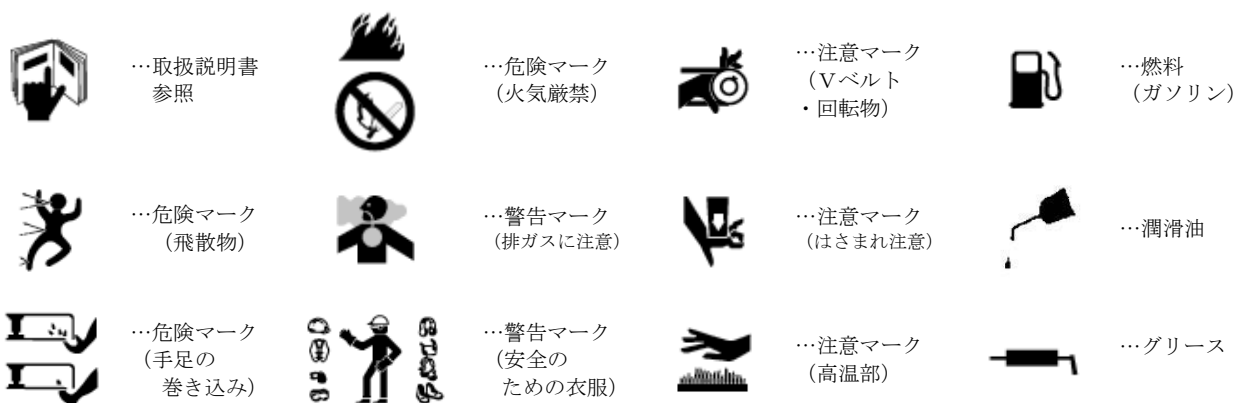 …取扱説明書
参照
…危険マーク
(火気厳禁)
…注意マーク
(Vベルト
・回転物)
…燃料
(ガソリン)
…危険マーク
(飛散物)
…警告マーク
(排ガスに注意)
…注意マーク
(はさまれ注意)
…潤滑油
…危険マーク
(手足の
巻き込み)
…警告マーク
(安全の
ための衣服)
…注意マーク
(高温部)
…グリース